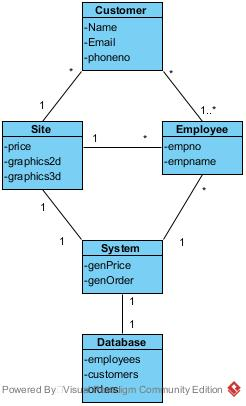 Customer
-Name
-Email
-phoneno
*
*
1
1..*
Site
-price
-graphics2d
-graphics3d
1
*
Employee
-empno
-empname
1
*
1
1
System
-genPrice
-genOrder
1
1
Database
-employees
-customers
-orders
Powered By Visual Paradigm Community Edition